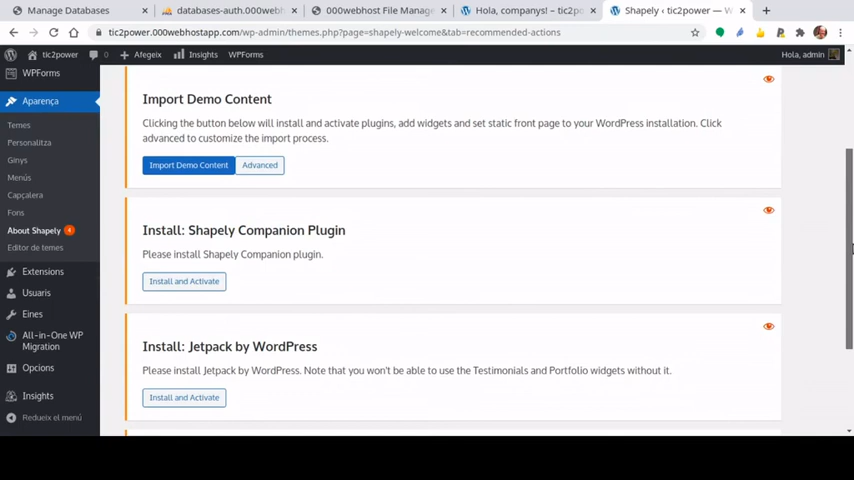 Manage Databases
databases-auth.000webh
000webhost File Manage
Hola, companys! – tic2po
Shapely ‹ tic2power — W
tic2power.000webhostapp.com/wp-admin/themes.php?page=shapely-welcome&tab=recommended-actions
tic2power
0
Afegeix
Insights
WPForms
Hola, admin
WPForms
Aparença
Temes
Personalitza
Ginys
Menús
Capçalera
Fons
About Shapely 4
Editor de temes
Extensions
Usuaris
Eines
All-in-One WP
Migration
Opcions
Insights
Redueix el menú
Import Demo Content
Clicking the button below will install and activate plugins, add widgets and set static front page to your WordPress installation. Click
advanced to customize the import process.
Import Demo Content
Advanced
Install: Shapely Companion Plugin
Please install Shapely Companion plugin.
Install and Activate
Install: Jetpack by WordPress
Please install Jetpack by WordPress. Note that you won't be able to use the Testimonials and Portfolio widgets without it.
Install and Activate